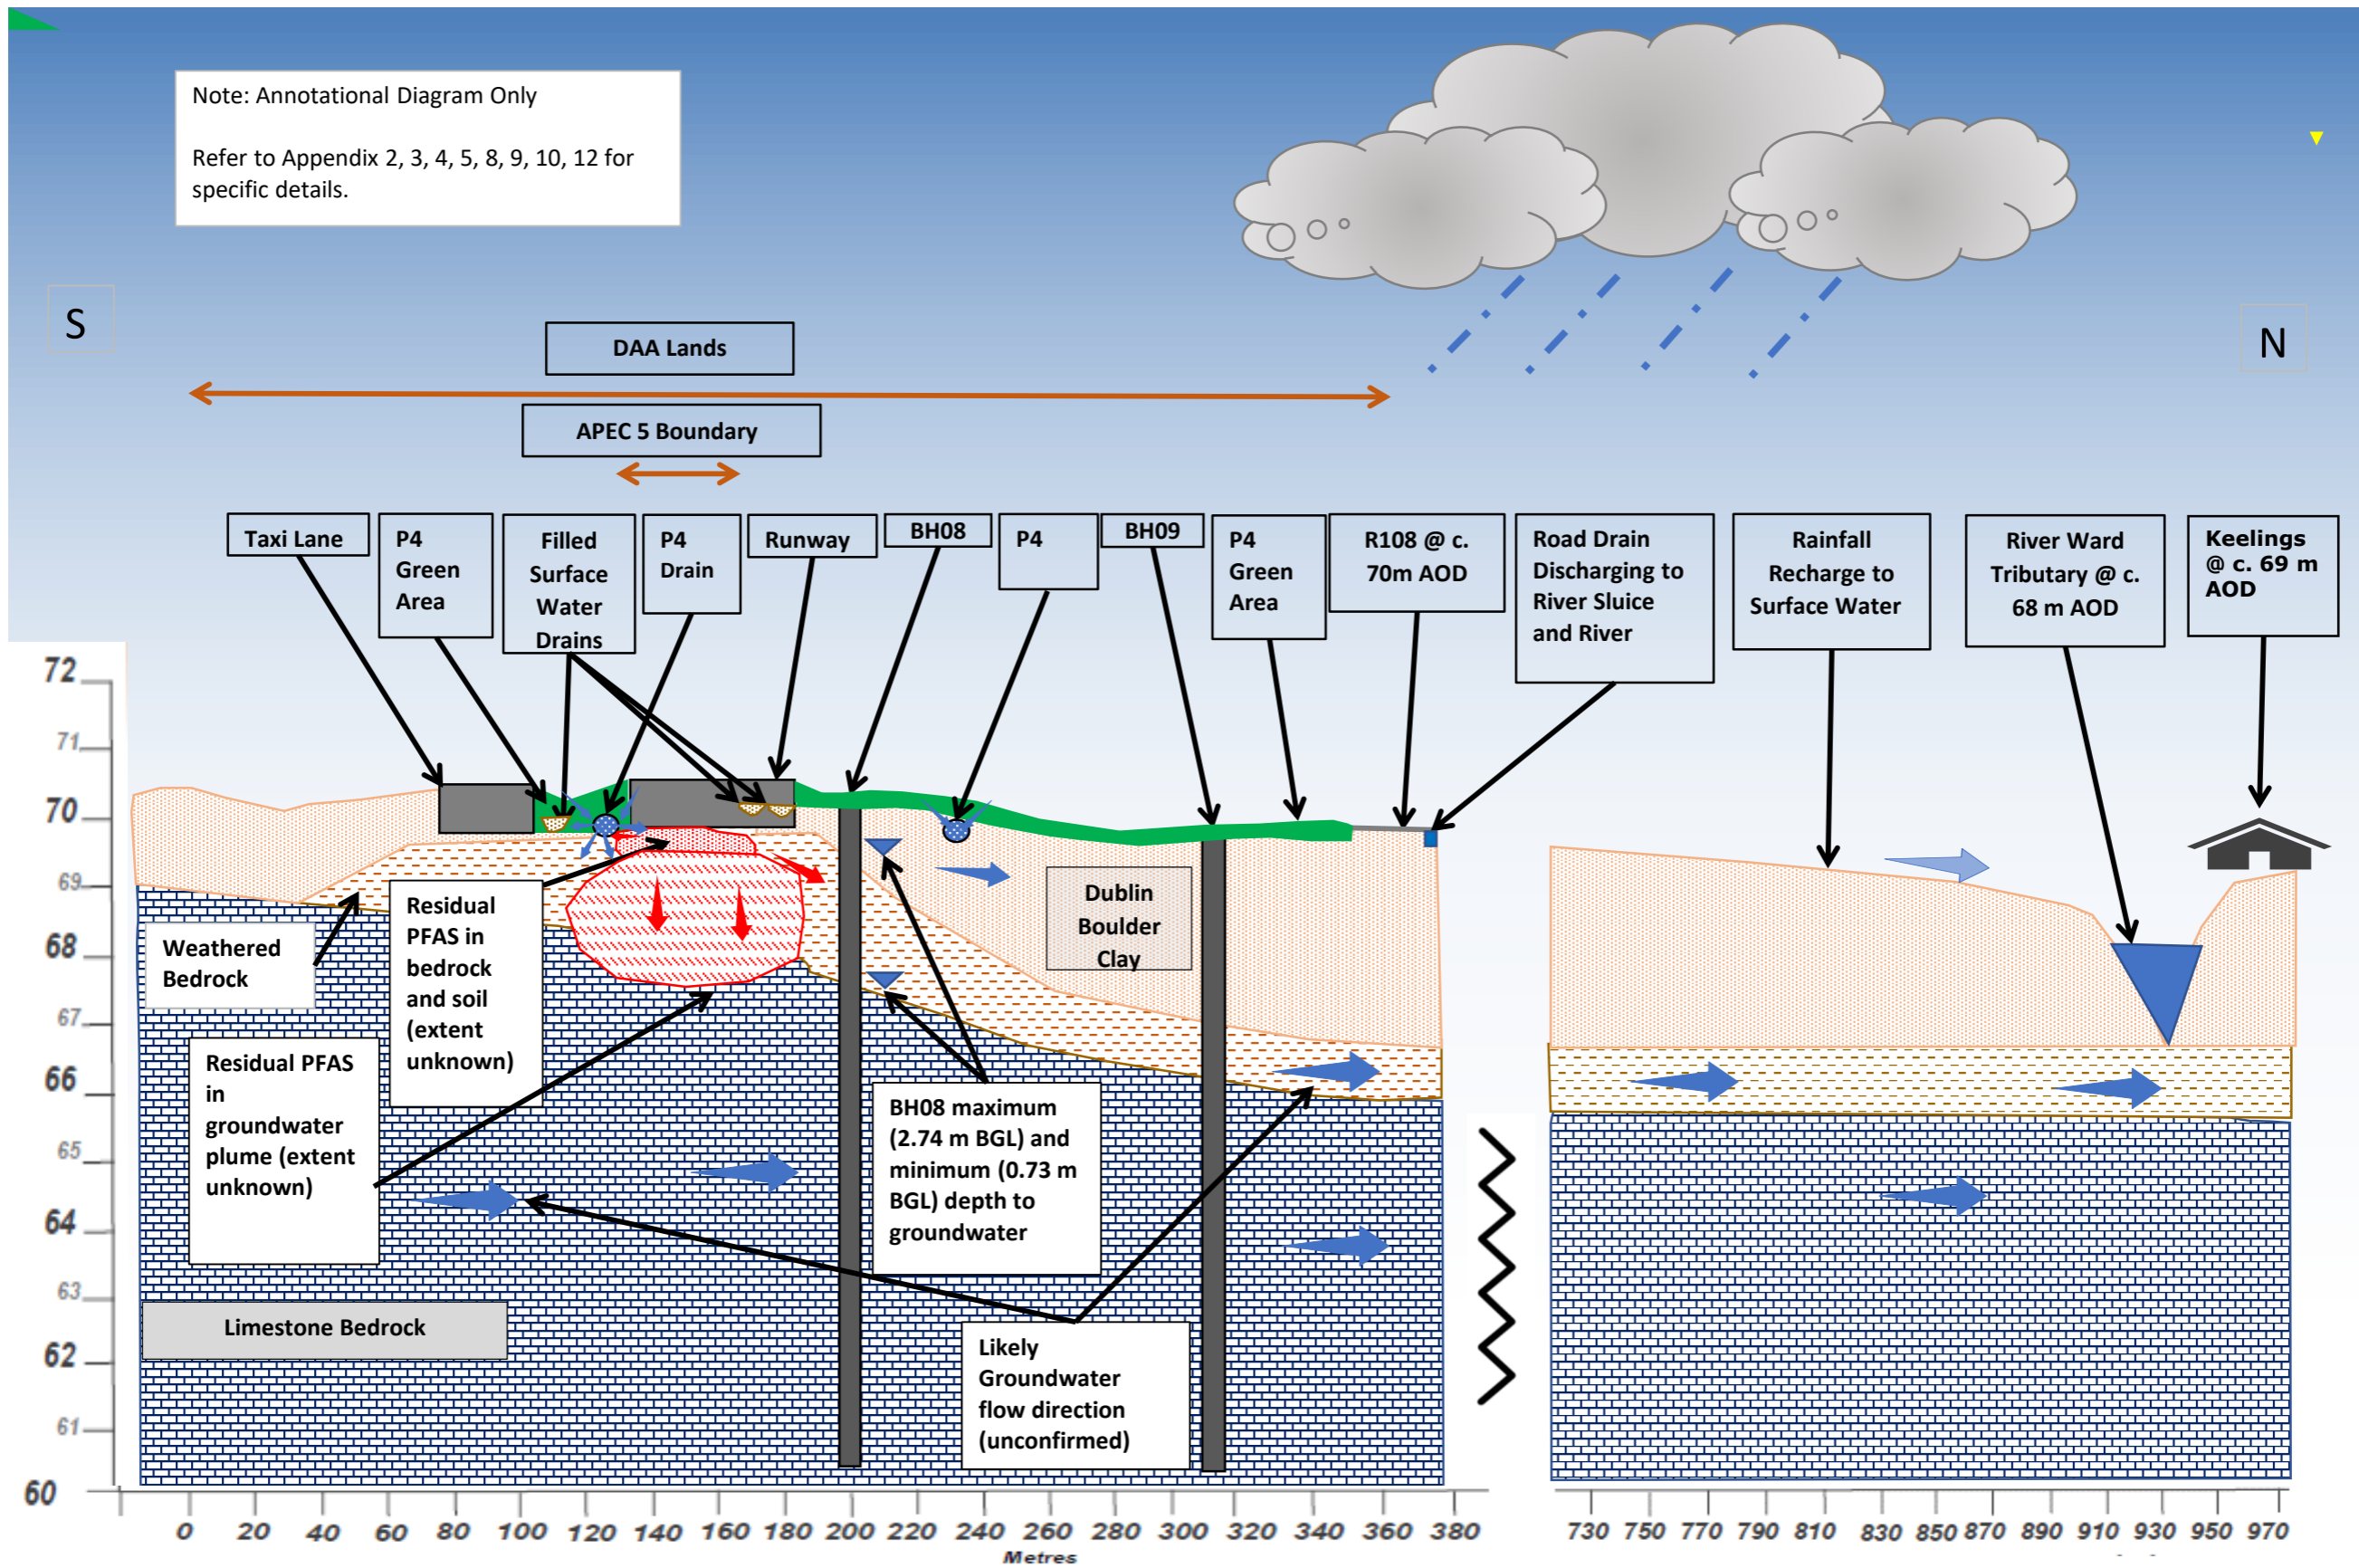 Note: Annotational Diagram Only
Refer to Appendix 2, 3, 4, 5, 8, 9, 10, 12 for
specific details.
S
N
DAA Lands
APEC 5 Boundary
Taxi Lane
P4
Green
Area
Filled
Surface
Water
Drains
P4
Drain
Runway
BH08
P4
BH09
P4
Green
Area
R108 @ c.
70m AOD
Road Drain
Discharging to
River Sluice
and River
Rainfall
Recharge to
Surface Water
River Ward
Tributary @ c.
68 m AOD
Keelings
@ c. 69 m
AOD
72
71
70
69
68
67
66
65
64
63
62
61
60
Weathered
Bedrock
Residual
PFAS in
bedrock
and soil
(extent
unknown)
Dublin
Boulder
Clay
Residual PFAS
in
groundwater
plume (extent
unknown)
BH08 maximum
(2.74 m BGL) and
minimum (0.73 m
BGL) depth to
groundwater
Limestone Bedrock
Likely
Groundwater
flow direction
(unconfirmed)
0 20 40 60 80 100 120 140 160 180 200 220 240 260 280 300 320 340 360 380
730 750 770 790 810 830 850 870 890 910 930 950 970
Metres